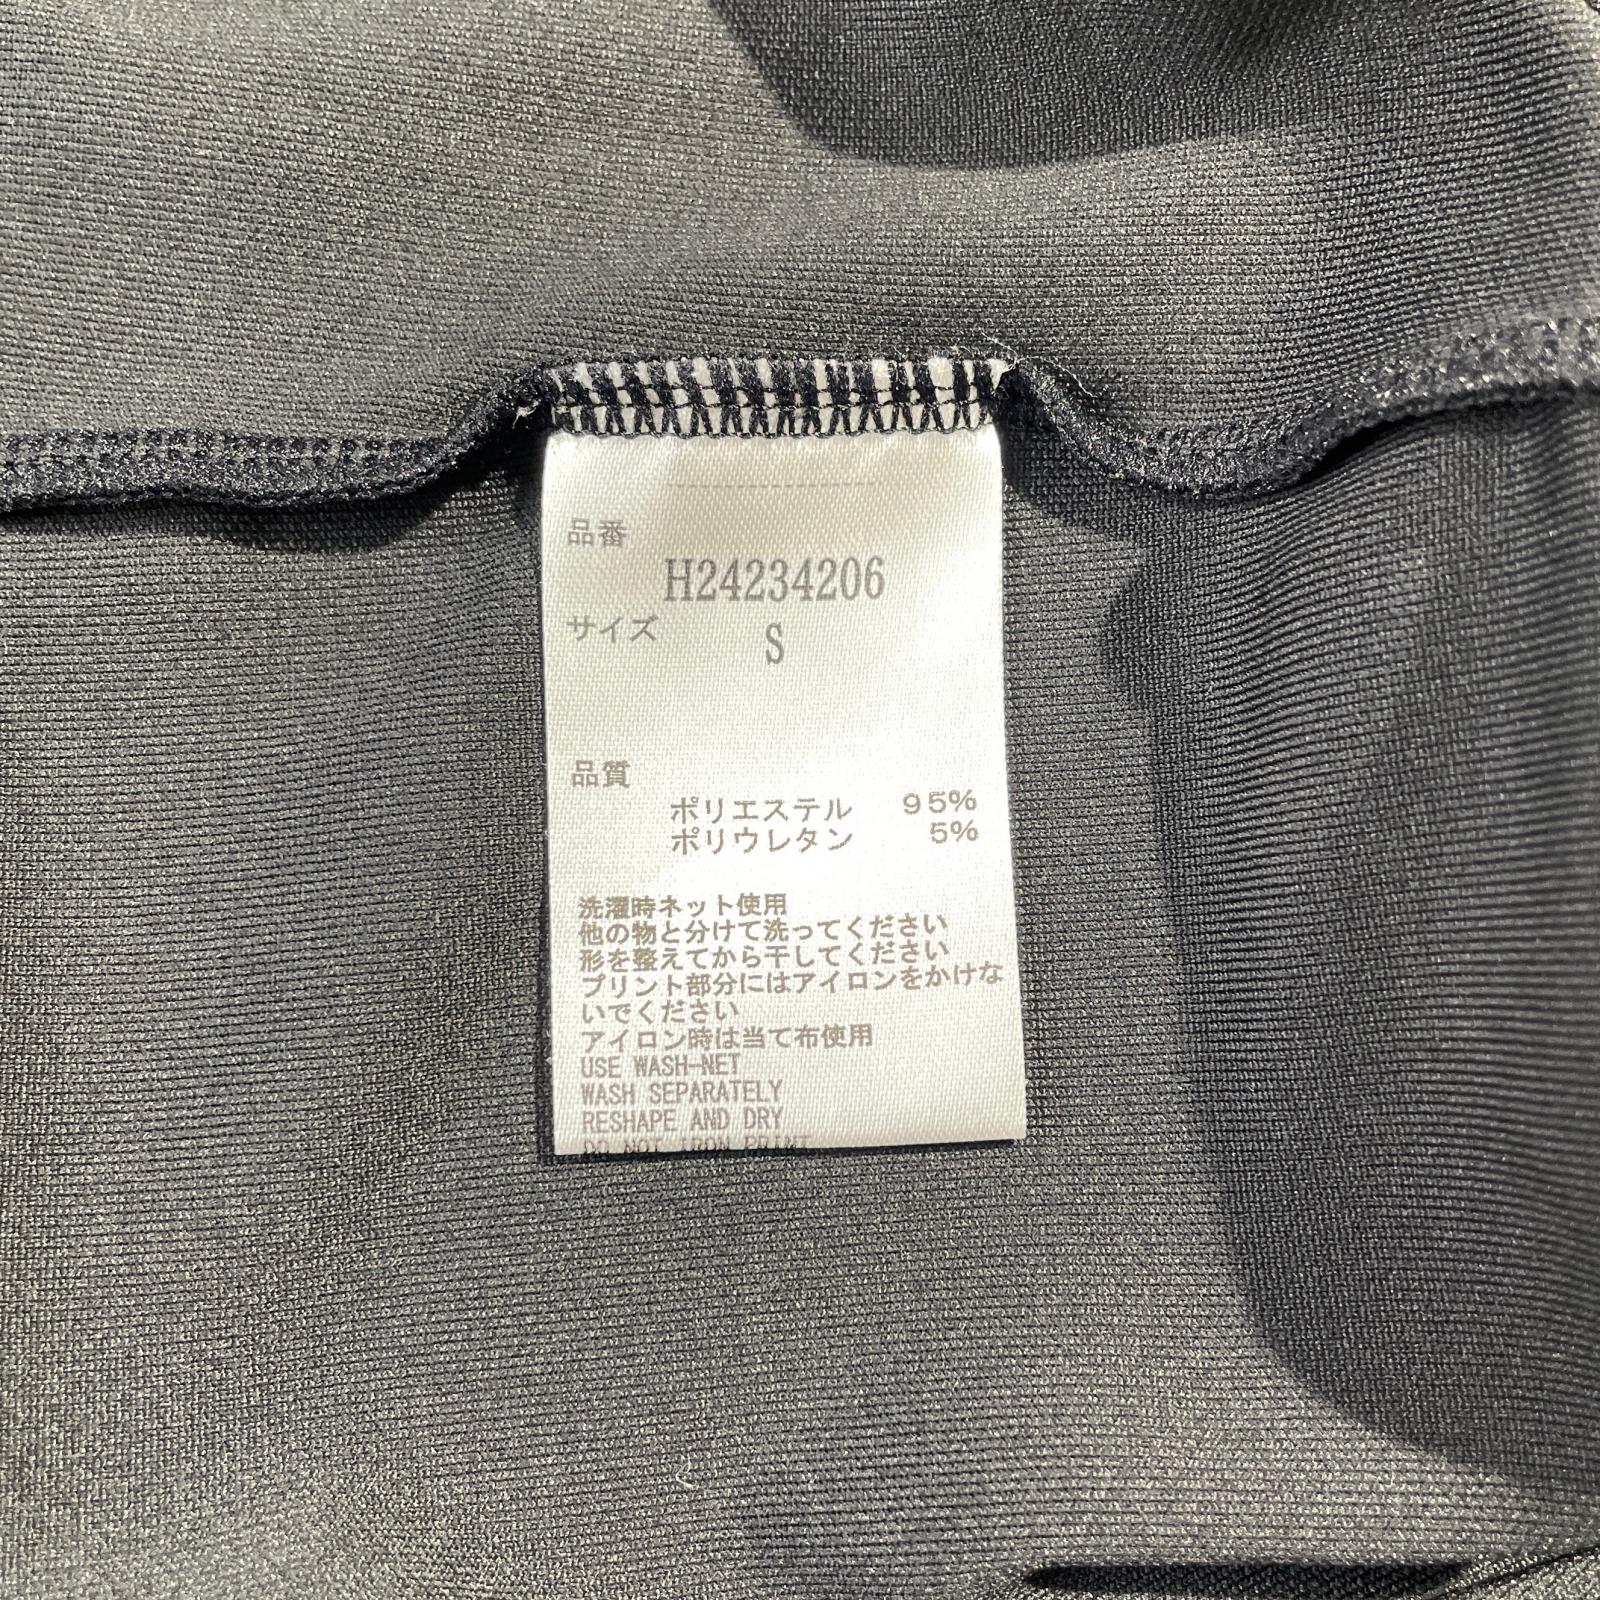 品番
H24234206
サイズ S
品質
ポリエステル 95%
ポリウレタン 5%
洗濯時ネット使用
他の物と分けて洗ってください
形を整えてから干してください
プリント部分にはアイロンをかけな
いでください
アイロン時は当て布使用
USE WASH-NET
WASH SEPARATELY
RESHAPE AND DRY
DO NOT IRON PRINT